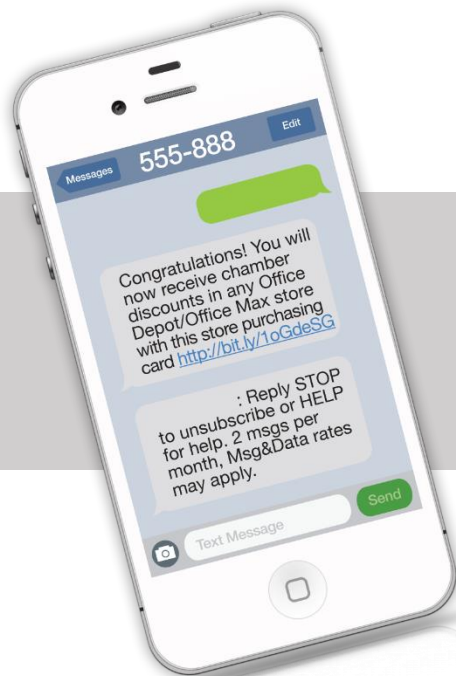 Messages
555-888
Edit
Congratulations! You will
now receive chamber
discounts in any Office
Depot/Office Max store
with this store purchasing
card http://bit.ly/1oGdeSG
: Reply STOP
to unsubscribe or HELP
for help. 2 msgs per
month, Msg&Data rates
may apply.
Text Message
Send